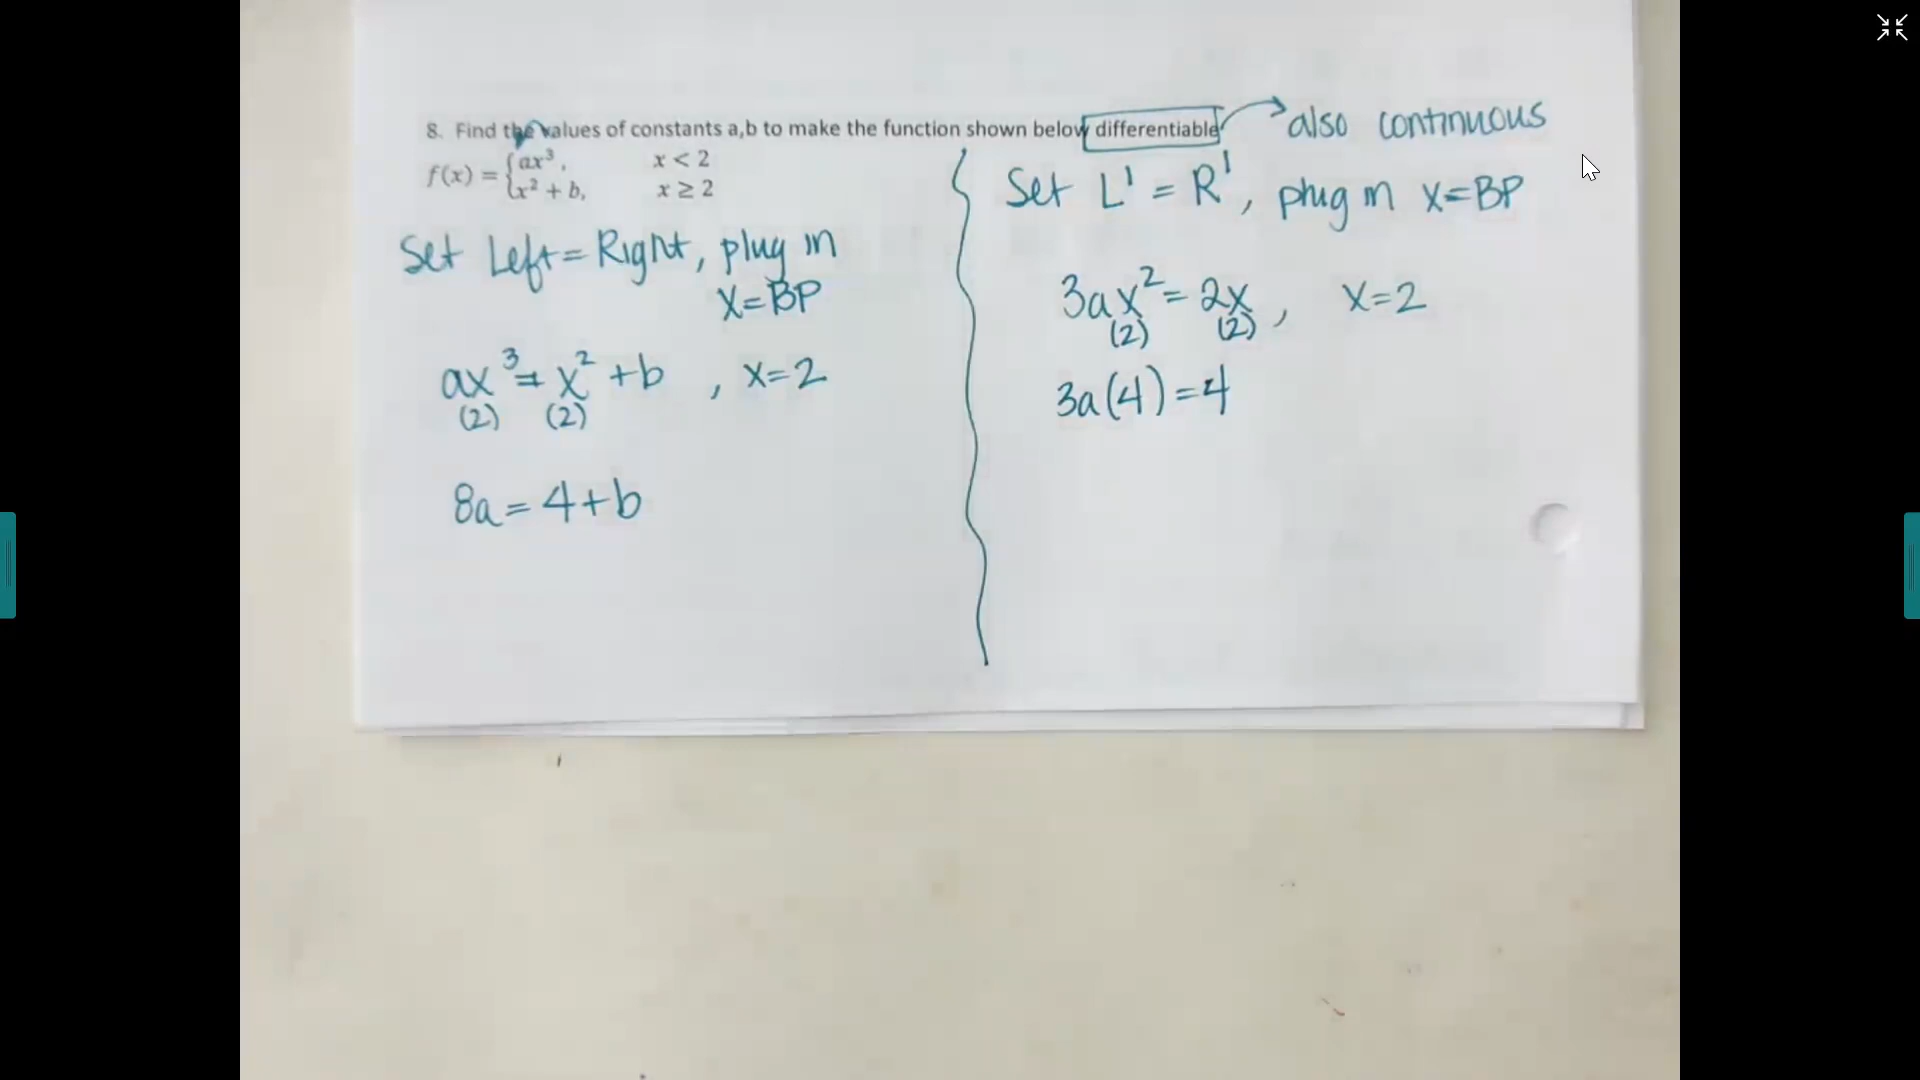 8. Find the values of constants a,b to make the function shown below differentiable
f(x) = { ax³, x < 2
x² + b, x ≥ 2
Set Left = Right, plug in
x=BP
ax³ = x² + b , x=2
(2) (2)
8a = 4+b
also continuous
Set L' = R', plug in x=BP
3ax² = 2x, x=2
(2) (2)
3a(4) = 4